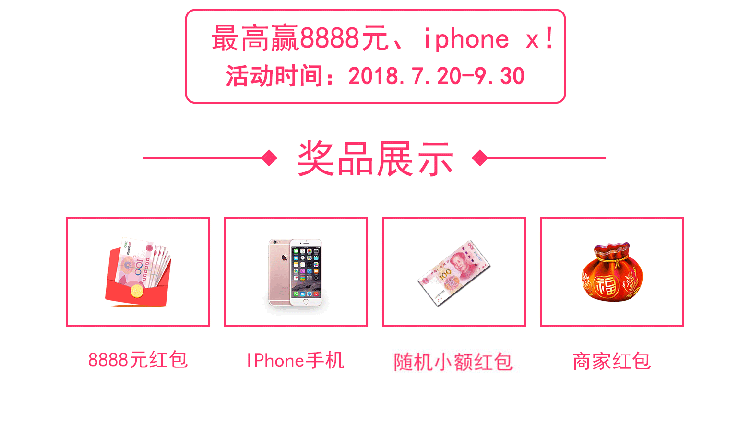 最高赢8888元、iphone x!
活动时间：2018.7.20-9.30
奖品展示
8888元红包
IPhone手机
随机小额红包
商家红包
100
福